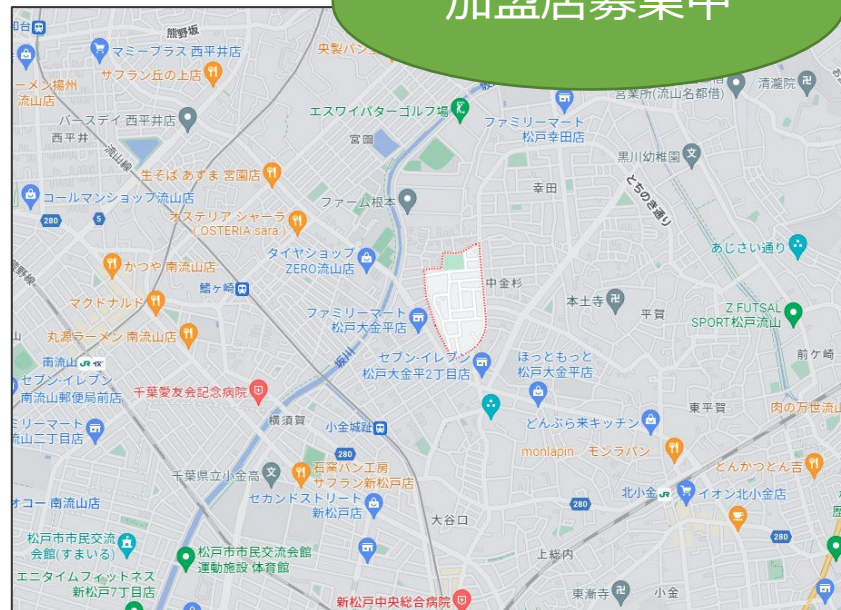 加盟店募集中
和台
熊野坂
マミープラス 西平井店
央製パン
サフラン丘の上店
ーメン揚州
流山店
バースデイ 西平井店
西平井
流山線
エスワイパターゴルフ場
宮園
ファミリーマート
松戸幸田店
営業所(流山名都借)
清瀧院
黒川幼稚園
生そば あずま 宮園店
幸田
とちのき通り
コールマンショップ流山店
280
5
ファーム根本
オステリア シャーラ
(OSTERIA sara )
タイヤショップ
ZERO流山店
あじさい通り
かつや 南流山店
鰭ヶ崎
中金杉
本土寺
平賀
マクドナルド
ファミリーマート
松戸大金平店
Z FUTSAL
SPORT松戸流山
丸源ラーメン 南流山店
坂川
南流山
JR
セブン-イレブン
松戸大金平2丁目店
ほっともっと
松戸大金平店
前ケ崎
セブン-イレブン
南流山郵便局前店
千葉愛友会記念病院
横須賀
小金城趾
どんぶら来キッチン
東平賀
肉の万世流山
ミリーマート
流山二丁目店
280
monlapin モンラパン
千葉県立小金高
石窯パン工房
サフラン新松戸店
とんかつとん吉
北小金
JR
イオン北小金店
オコー 南流山店
セカンドストリート
新松戸店
280
大谷口
280
松戸市市民交流
会館(すまいる)
松戸市市民交流会館
運動施設 体育館
上総内
エニタイムフィットネス
新松戸7丁目店
新松戸中央総合病院
東漸寺
小金